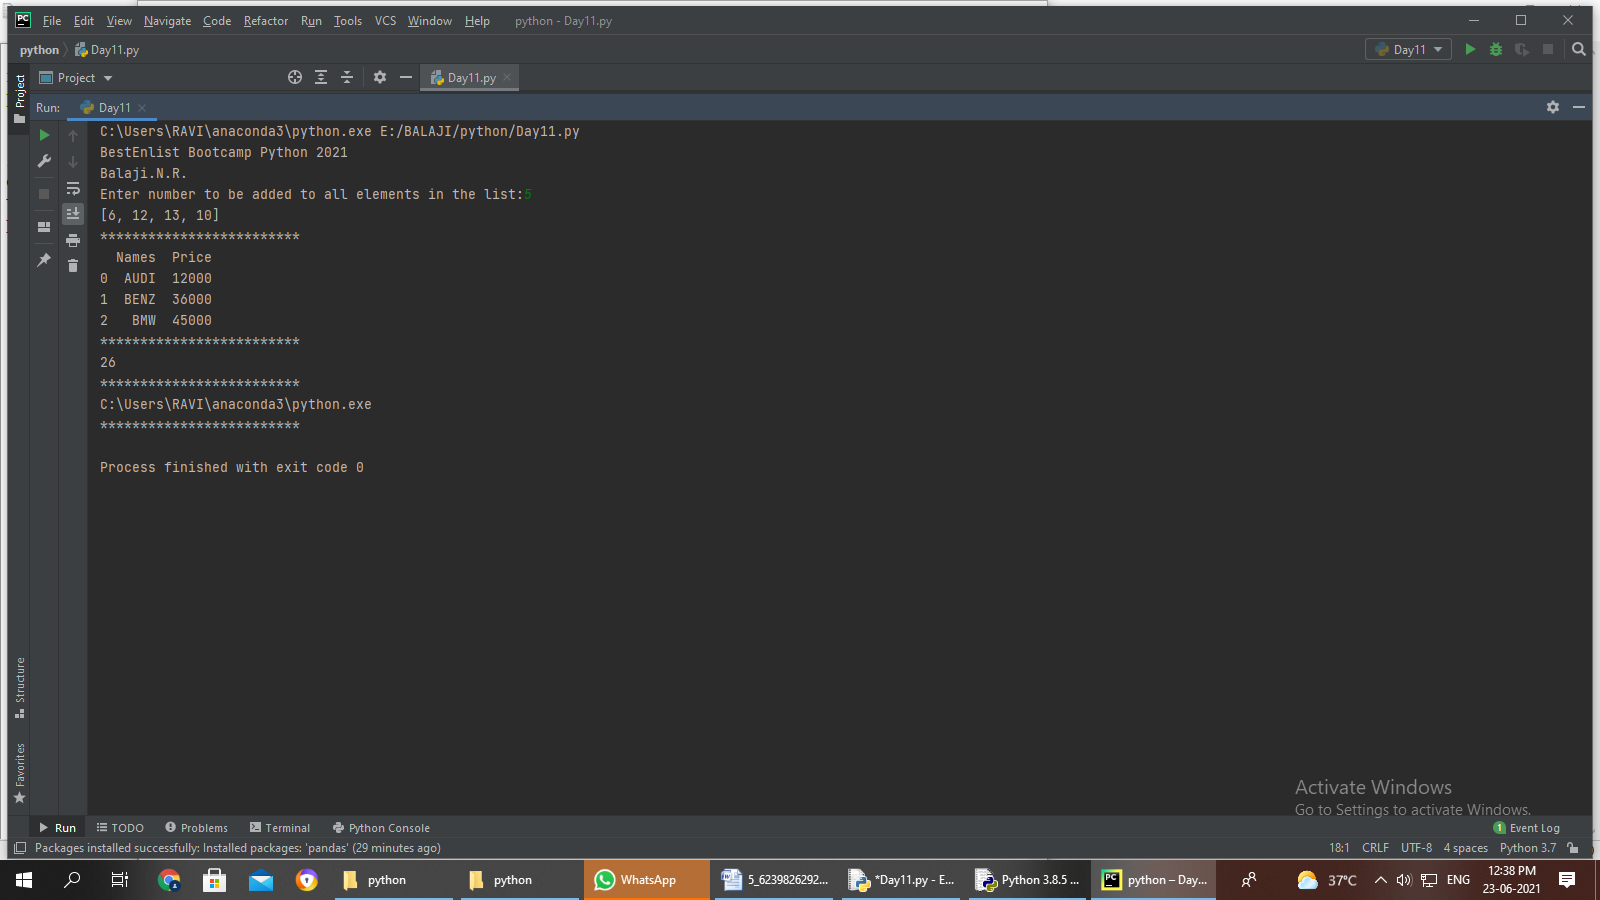 File Edit View Navigate Code Refactor Run Tools VCS Window Help python - Day11.py
python Day11.py Day11
Project Day11.py
Project
Run: Day11
C:\Users\RAVI\anaconda3\python.exe E:/BALAJI/python/Day11.py
BestEnlist Bootcamp Python 2021
Balaji.N.R.
Enter number to be added to all elements in the list:5
[6, 12, 13, 10]
*************************
  Names  Price
0  AUDI  12000
1  BENZ  36000
2   BMW  45000
*************************
26
*************************
C:\Users\RAVI\anaconda3\python.exe
*************************
Process finished with exit code 0
Structure
Favorites
Activate Windows
Go to Settings to activate Windows.
Run TODO Problems Terminal Python Console 1 Event Log
Packages installed successfully: Installed packages: 'pandas' (29 minutes ago) 18:1 CRLF UTF-8 4 spaces Python 3.7
python python WhatsApp 5_6239826292... *Day11.py - E... Python 3.8.5 ... python – Day... 37°C ENG 12:38 PM
23-06-2021